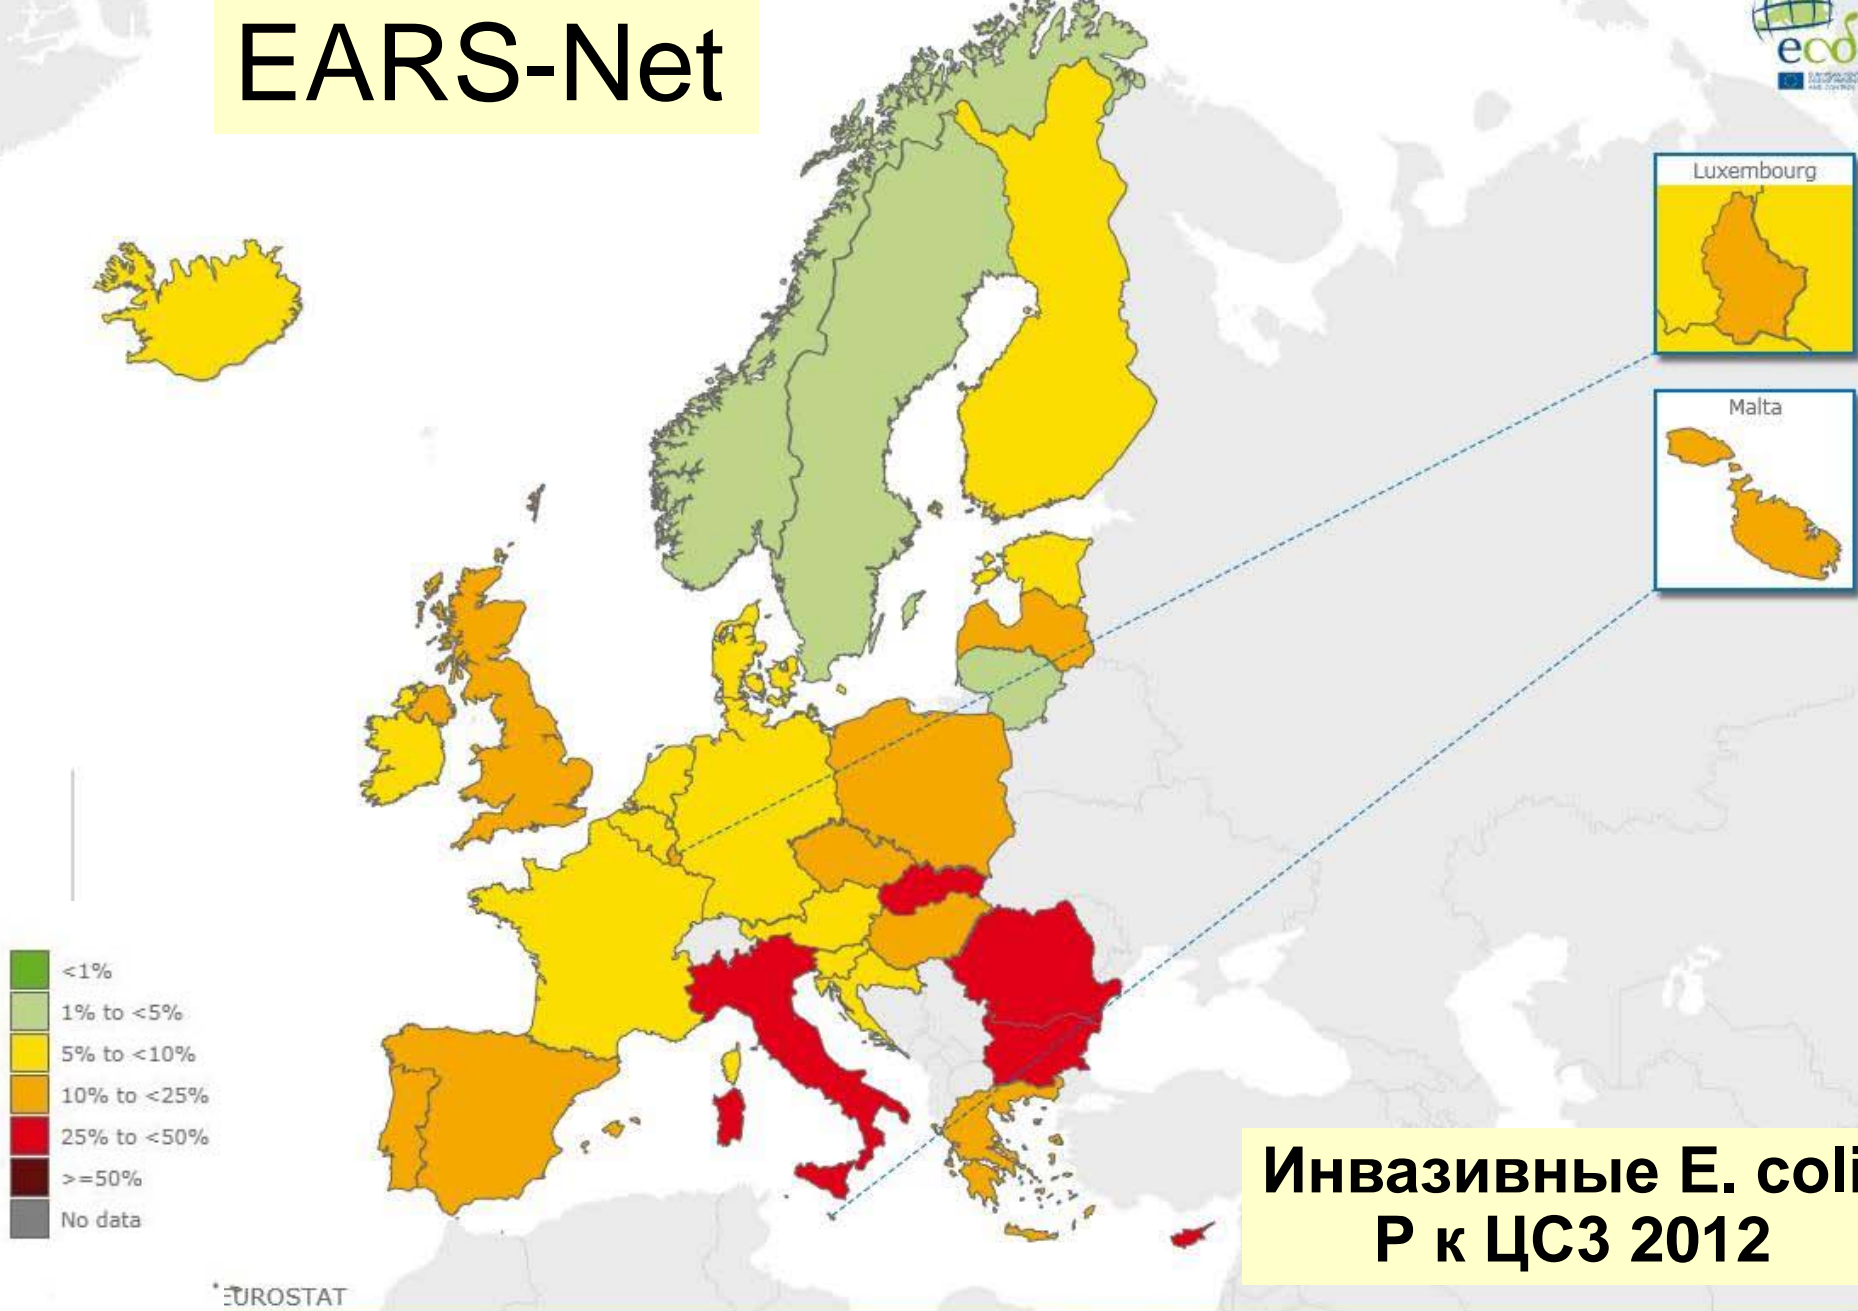 EARS-Net
Luxembourg
Malta
<1%
1% to <5%
5% to <10%
10% to <25%
25% to <50%
>=50%
No data
Инвазивные E. coli
Р к ЦС3 2012
EUROSTAT